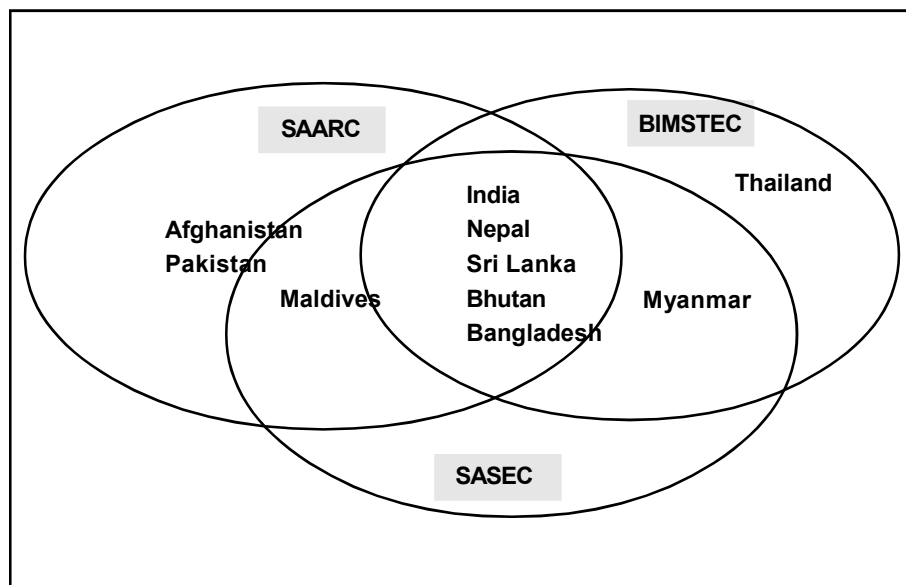 SAARC
BIMSTEC
Thailand
India
Nepal
Sri Lanka
Bhutan
Bangladesh
Afghanistan
Pakistan
Maldives
Myanmar
SASEC